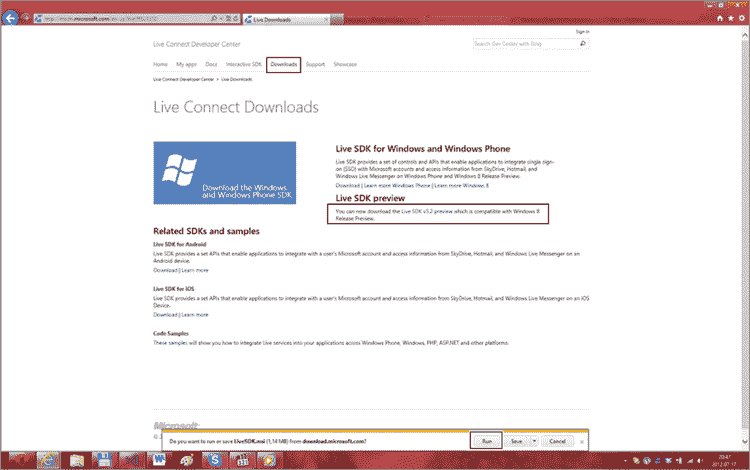 Live Downloads
Sign in
Live Connect Developer Center
Search Dev Center with Bing
Home My apps Docs Interactive SDK Downloads Support Showcase
Live Connect Developer Center > Live Downloads
Live Connect Downloads
Download the Windows
and Windows Phone SDK
Live SDK for Windows and Windows Phone
Live SDK provides a set of controls and APIs that enable applications to integrate single sign-
on (SSO) with Microsoft accounts and access information from SkyDrive, Hotmail, and
Windows Live Messenger on Windows Phone and Windows 8 Release Preview.
Download | Learn more Windows Phone | Learn more Windows 8
Live SDK preview
You can now download the Live SDK v5.2 preview which is compatible with Windows 8
Release Preview.
Related SDKs and samples
Live SDK for Android
Live SDK provides a set APIs that enable applications to integrate with a user's Microsoft account and access information from SkyDrive, Hotmail, and Windows Live Messenger on an
Android device.
Download | Learn more
Live SDK for iOS
Live SDK provides a set APIs that enable applications to integrate with a user's Microsoft account and access information from SkyDrive, Hotmail, and Windows Live Messenger on an iOS
Device.
Download | Learn more
Code Samples
These samples will show you how to integrate Live services into your applications access Windows Phone, Windows, PHP, ASP.NET and other platforms.
Microsoft
Do you want to run or save LiveSDK.msi (1,14 MB) from download.microsoft.com?
Run Save Cancel
20:47